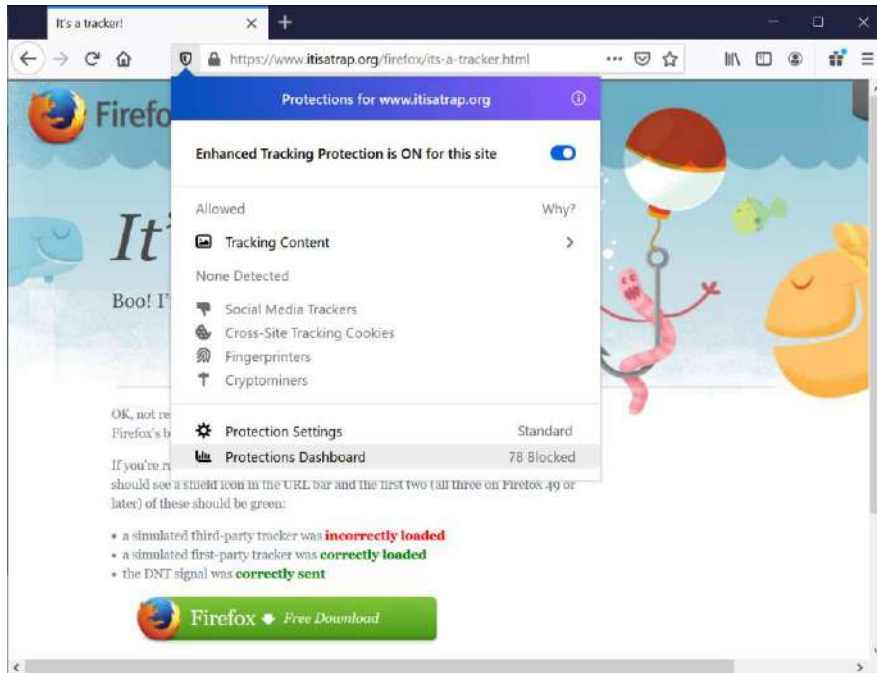 It's a tracker!
https://www.itisatrap.org/firefox/its-a-tracker.html
Firefo
Protections for www.itisatrap.org
Enhanced Tracking Protection is ON for this site
Allowed Why?
Tracking Content
None Detected
Social Media Trackers
Cross-Site Tracking Cookies
Fingerprinters
Cryptominers
Protection Settings Standard
Protections Dashboard 78 Blocked
It'
Boo! I'
OK, not re
Firefox's b
If you're ru
should see a shield icon in the URL bar and the first two (all three on Firefox 49 or
later) of these should be green:
• a simulated third-party tracker was incorrectly loaded
• a simulated first-party tracker was correctly loaded
• the DNT signal was correctly sent
Firefox Free Download